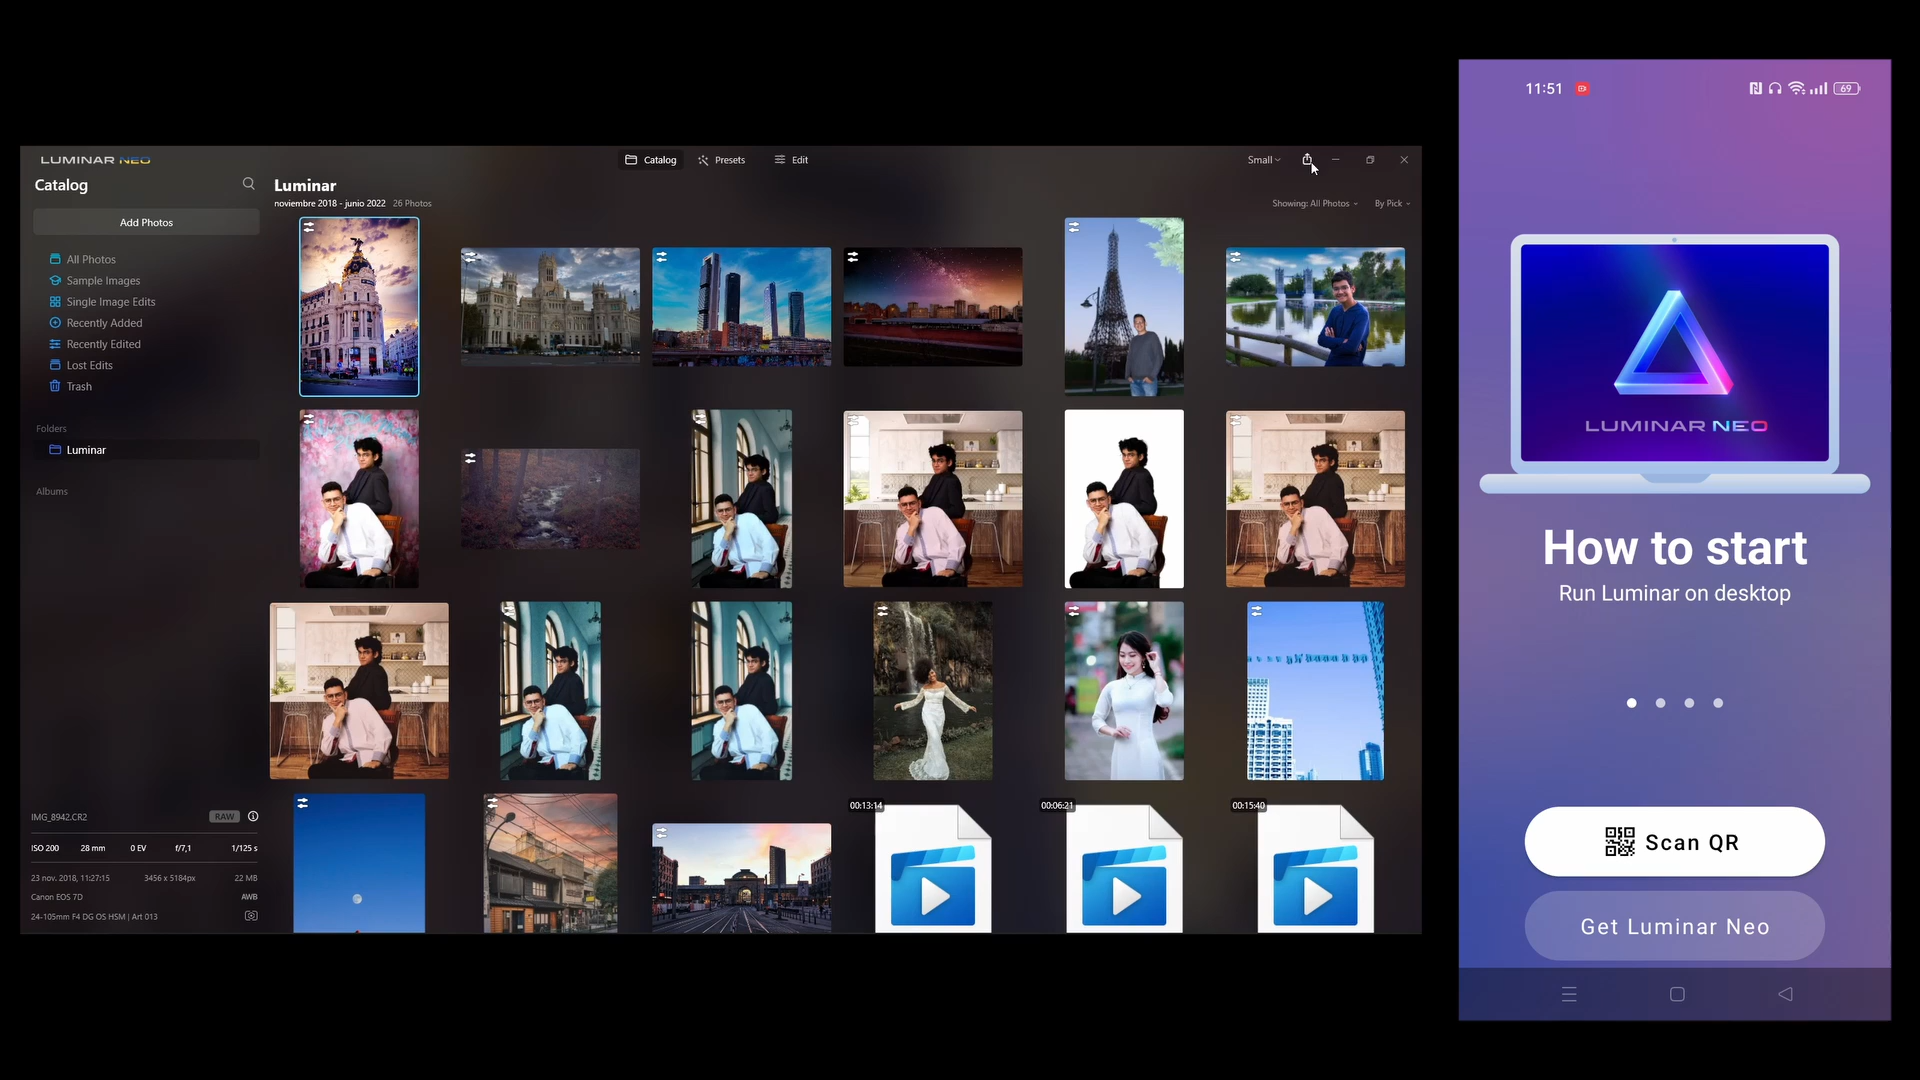 LUMINAR NEO
Catalog
Presets
Edit
Small
Catalog
Add Photos
All Photos
Sample Images
Single Image Edits
Recently Added
Recently Edited
Lost Edits
Trash
Folders
Luminar
Albums
Luminar
noviembre 2018 - junio 2022 26 Photos
Showing: All Photos
By Pick
00:13:14
00:06:21
00:15:40
IMG_8942.CR2 RAW
ISO 200 28 mm 0 EV f/7,1 1/125 s
23 nov. 2018, 11:27:15 3456 x 5184px 22 MB
Canon EOS 7D AWB
24-105mm F4 DG OS HSM | Art 013
11:51
69
LUMINAR NEO
How to start
Run Luminar on desktop
Scan QR
Get Luminar Neo